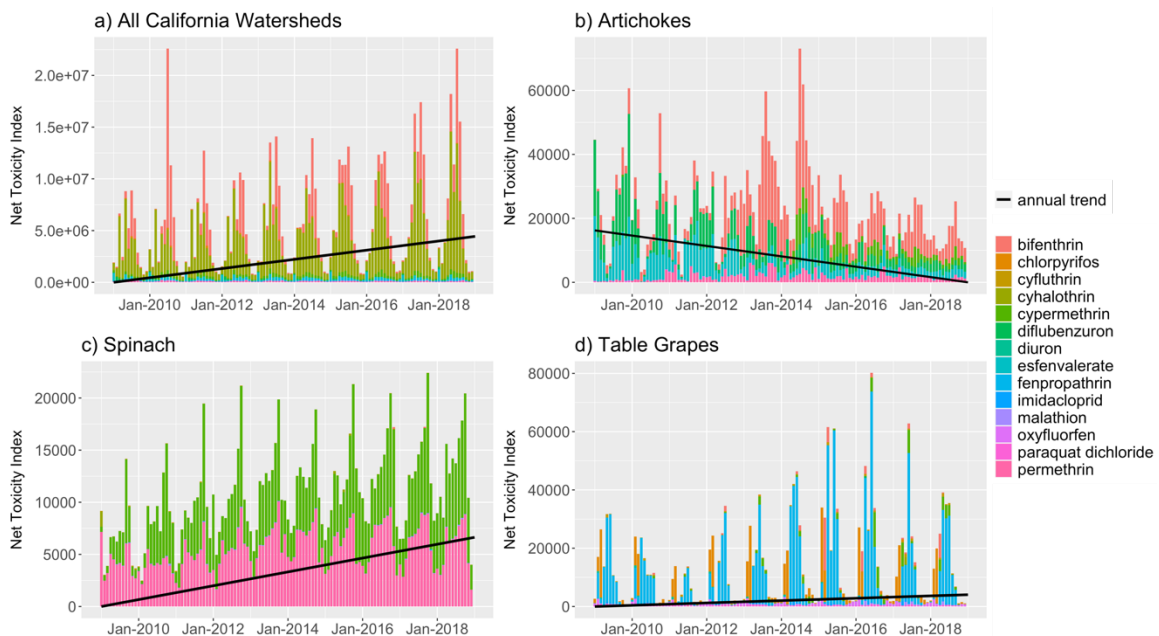 a) All California Watersheds
Net Toxicity Index
2.0e+07
1.5e+07
1.0e+07
5.0e+06
0.0e+00
Jan-2010 Jan-2012 Jan-2014 Jan-2016 Jan-2018
b) Artichokes
Net Toxicity Index
60000
40000
20000
0
Jan-2010 Jan-2012 Jan-2014 Jan-2016 Jan-2018
c) Spinach
Net Toxicity Index
20000
15000
10000
5000
0
Jan-2010 Jan-2012 Jan-2014 Jan-2016 Jan-2018
d) Table Grapes
Net Toxicity Index
80000
60000
40000
20000
0
Jan-2010 Jan-2012 Jan-2014 Jan-2016 Jan-2018
annual trend
bifenthrin
chlorpyrifos
cyfluthrin
cyhalothrin
cypermethrin
diflubenzuron
diuron
esfenvalerate
fenpropathrin
imidacloprid
malathion
oxyfluorfen
paraquat dichloride
permethrin